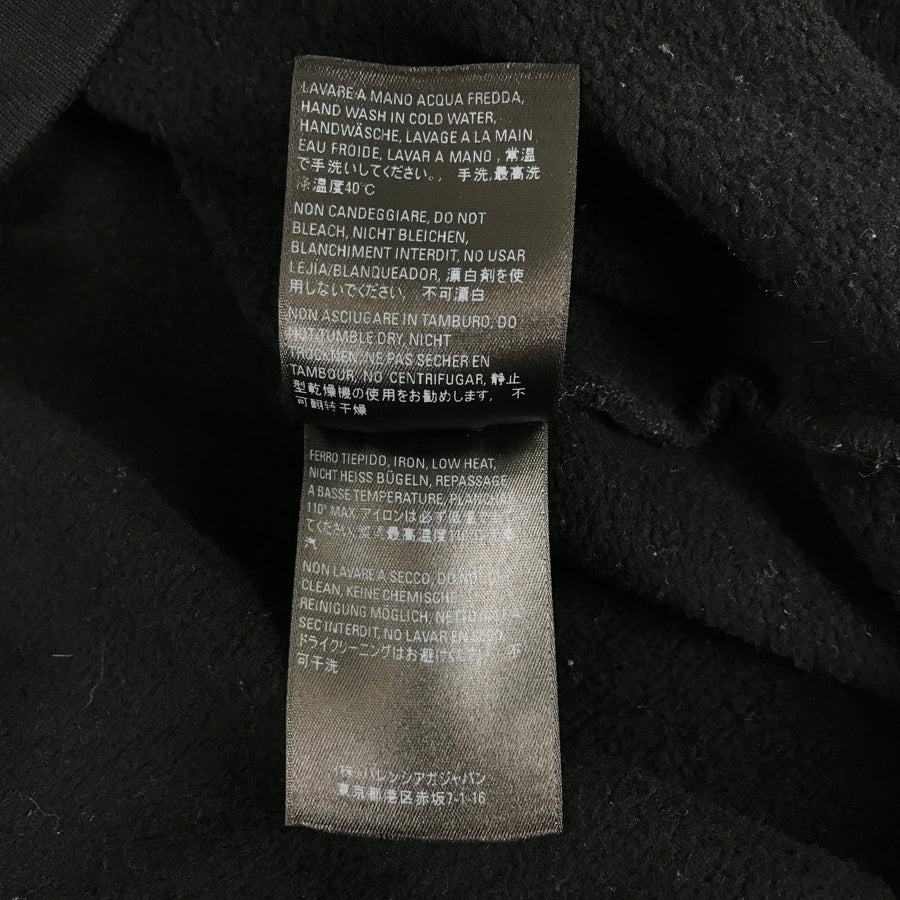 LAVARE A MANO ACQUA FREDDA,
HAND WASH IN COLD WATER,
HANDWÄSCHE, LAVAGE A LA MAIN
EAU FROIDE, LAVAR A MANO , 常温
で手洗いしてください。, 手洗,最高洗
涤温度40℃
NON CANDEGGIARE, DO NOT
BLEACH, NICHT BLEICHEN,
BLANCHIMENT INTERDIT, NO USAR
LEJÍA/BLANQUEADOR, 漂白剤を使
用しないでください, 不可漂白
NON ASCIUGARE IN TAMBURO, DO
NOT TUMBLE DRY, NICHT
TROCKNEN, NE PAS SECHER EN
TAMBOUR, NO CENTRIFUGAR, 静止
型乾燥機の使用をお勧めします, 不
可翻转干燥
FERRO TIEPIDO, IRON, LOW HEAT,
NICHT HEISS BÜGELN, REPASSAGE
A BASSE TEMPERATURE, PLANCHAR
110° MAX, アイロンは必ず
てください, 最高温度110
汽
NON LAVARE A SECCO, DO NOT
CLEAN, KEINE CHEMISCHE
REINIGUNG MÖGLICH, NETTOYAGE A
SEC INTERDIT, NO LAVAR EN SECO,
ドライクリーニングはお避けください, 不
可干洗
㈱バレンシアガジャパン
東京都港区赤坂7-1-16